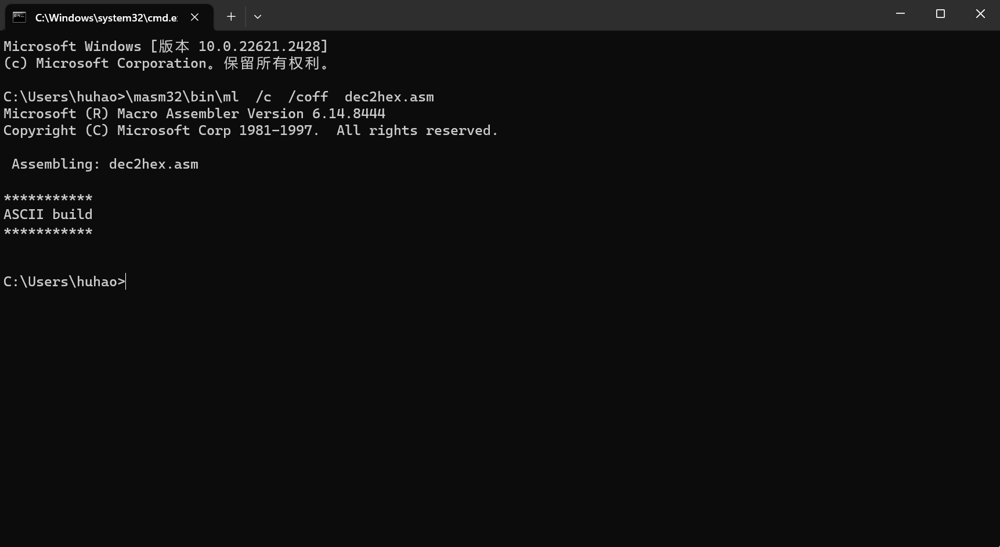 C:\Windows\system32\cmd.e
Microsoft Windows [版本 10.0.22621.2428]
(c) Microsoft Corporation。保留所有权利。
C:\Users\huhao>\masm32\bin\ml  /c  /coff  dec2hex.asm
Microsoft (R) Macro Assembler Version 6.14.8444
Copyright (C) Microsoft Corp 1981-1997.  All rights reserved.
Assembling: dec2hex.asm
***********
ASCII build
***********
C:\Users\huhao>